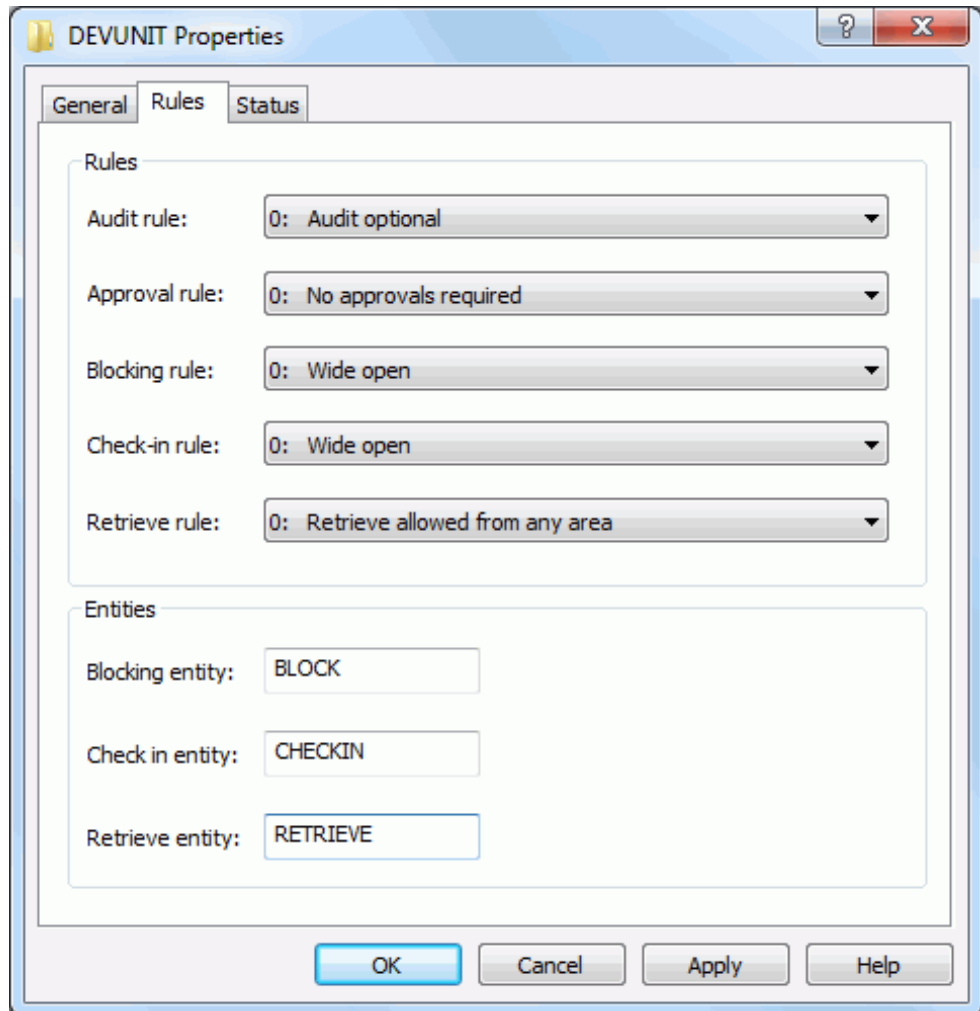 DEVUNIT Properties
General Rules Status
Rules
Audit rule: 0: Audit optional
Approval rule: 0: No approvals required
Blocking rule: 0: Wide open
Check-in rule: 0: Wide open
Retrieve rule: 0: Retrieve allowed from any area
Entities
Blocking entity: BLOCK
Check in entity: CHECKIN
Retrieve entity: RETRIEVE
OK Cancel Apply Help